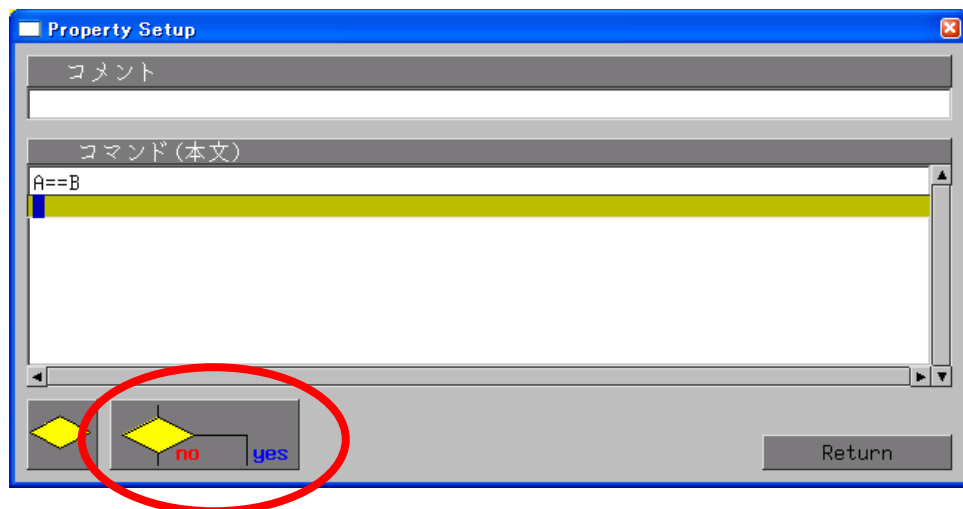 Property Setup
コメント
コマンド(本文)
A==B
no yes
Return